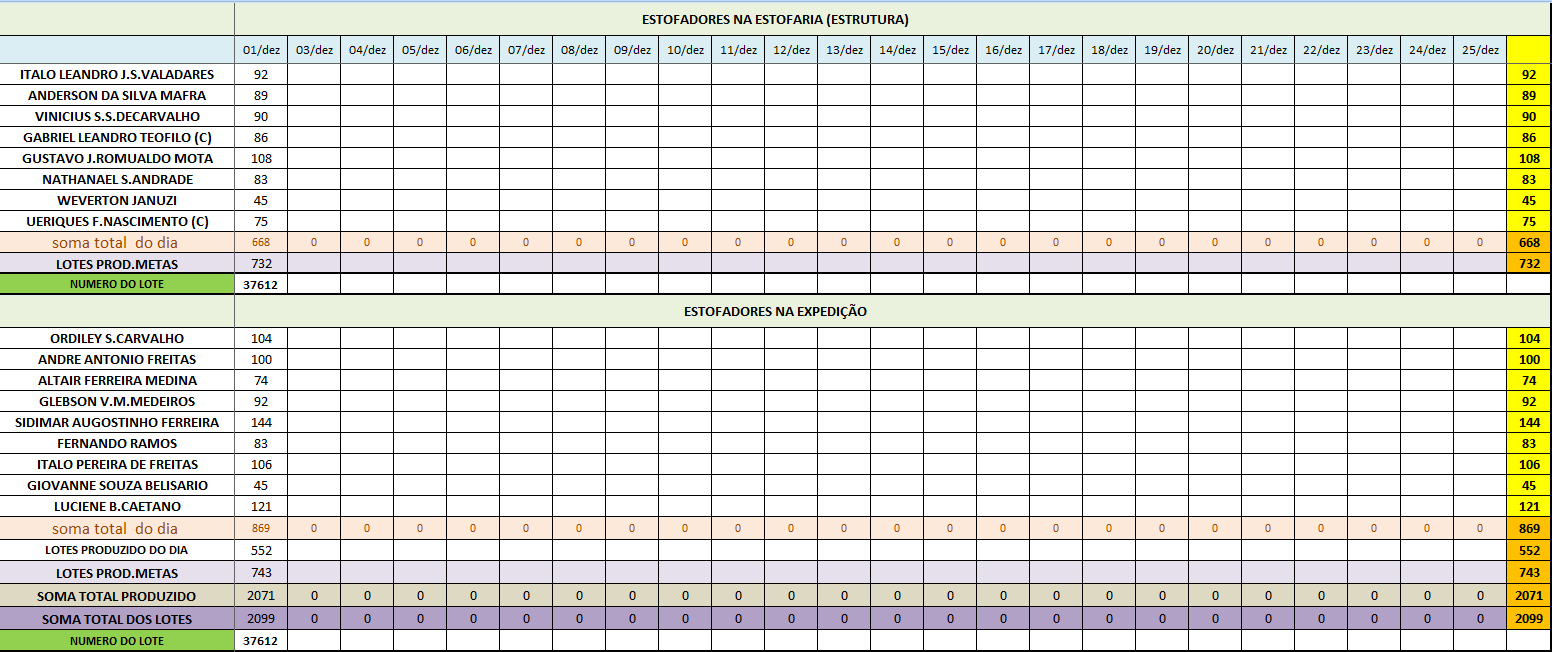 ESTOFADORES NA ESTOFARIA (ESTRUTURA)
01/dez 03/dez 04/dez 05/dez 06/dez 07/dez 08/dez 09/dez 10/dez 11/dez 12/dez 13/dez 14/dez 15/dez 16/dez 17/dez 18/dez 19/dez 20/dez 21/dez 22/dez 23/dez 24/dez 25/dez
ITALO LEANDRO J.S.VALADARES 92 92
ANDERSON DA SILVA MAFRA 89 89
VINICIUS S.S.DECARVALHO 90 90
GABRIEL LEANDRO TEOFILO (C) 86 86
GUSTAVO J.ROMUALDO MOTA 108 108
NATHANAEL S.ANDRADE 83 83
WEVERTON JANUZI 45 45
UERIQUES F.NASCIMENTO (C) 75 75
soma total do dia 668 0 0 0 0 0 0 0 0 0 0 0 0 0 0 0 0 0 0 0 0 0 0 0 668
LOTES PROD.METAS 732 732
NUMERO DO LOTE 37612
ESTOFADORES NA EXPEDIÇÃO
ORDILEY S.CARVALHO 104 104
ANDRE ANTONIO FREITAS 100 100
ALTAIR FERREIRA MEDINA 74 74
GLEBSON V.M.MEDEIROS 92 92
SIDIMAR AUGOSTINHO FERREIRA 144 144
FERNANDO RAMOS 83 83
ITALO PEREIRA DE FREITAS 106 106
GIOVANNE SOUZA BELISARIO 45 45
LUCIENE B.CAETANO 121 121
soma total do dia 869 0 0 0 0 0 0 0 0 0 0 0 0 0 0 0 0 0 0 0 0 0 0 0 869
LOTES PRODUZIDO DO DIA 552 552
LOTES PROD.METAS 743 743
SOMA TOTAL PRODUZIDO 2071 0 0 0 0 0 0 0 0 0 0 0 0 0 0 0 0 0 0 0 0 0 0 0 2071
SOMA TOTAL DOS LOTES 2099 0 0 0 0 0 0 0 0 0 0 0 0 0 0 0 0 0 0 0 0 0 0 0 2099
NUMERO DO LOTE 37612